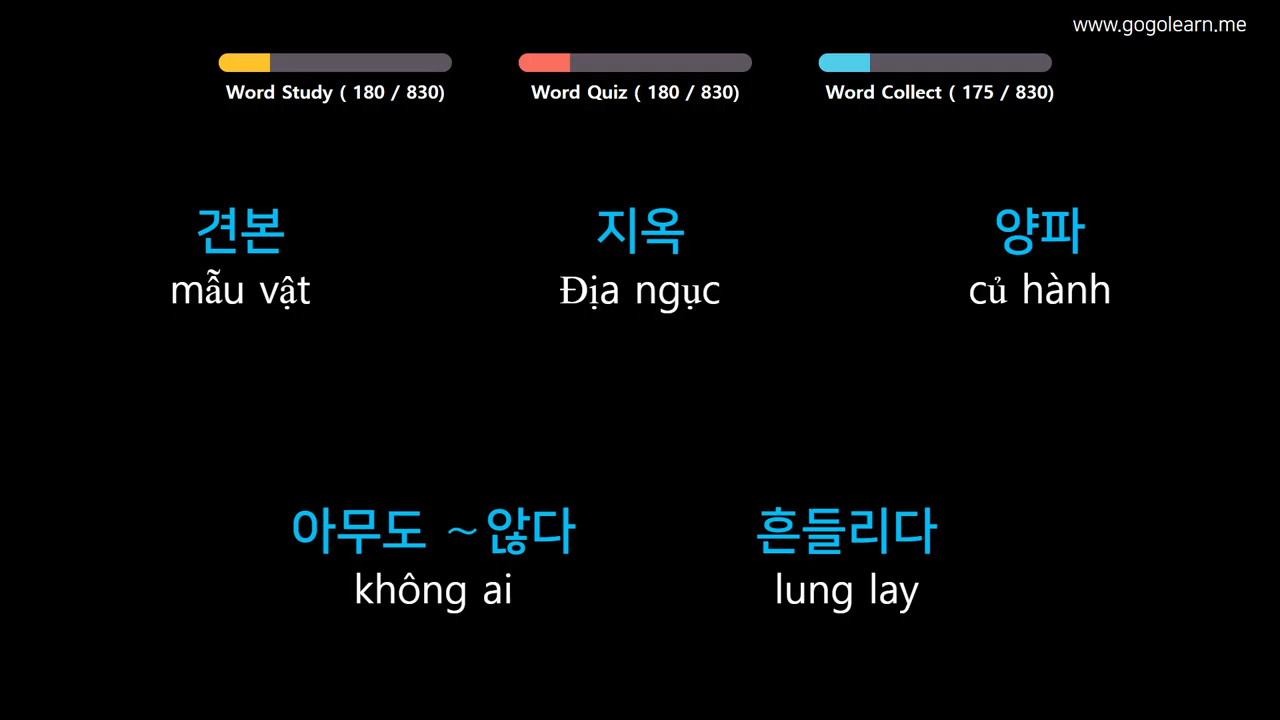 www.gogolearn.me
Word Study ( 180 / 830)
Word Quiz ( 180 / 830)
Word Collect ( 175 / 830)
견본
mẫu vật
지옥
Địa ngục
양파
củ hành
아무도 ~않다
không ai
흔들리다
lung lay